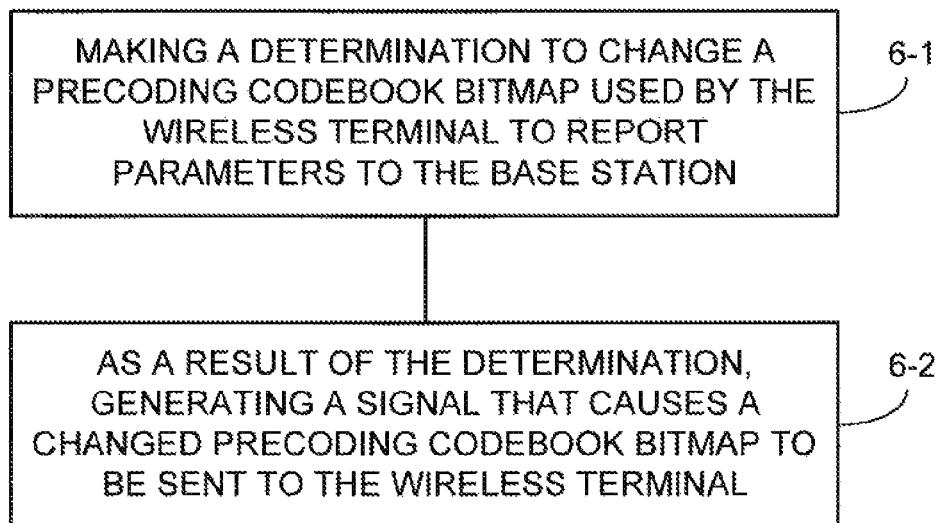 MAKING A DETERMINATION TO CHANGE A
PRECODING CODEBOOK BITMAP USED BY THE
WIRELESS TERMINAL TO REPORT
PARAMETERS TO THE BASE STATION
6-1
AS A RESULT OF THE DETERMINATION,
GENERATING A SIGNAL THAT CAUSES A
CHANGED PRECODING CODEBOOK BITMAP TO
BE SENT TO THE WIRELESS TERMINAL
6-2